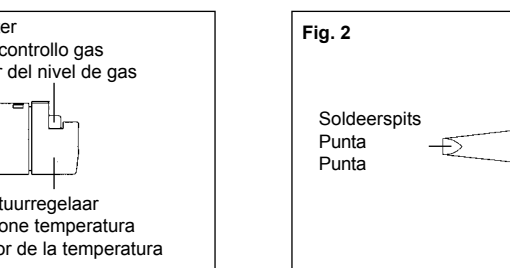 er
controllo gas
del nivel de gas
tuurregelaar
one temperatura
or de la temperatura
Fig. 2
Soldeerspits
Punta
Punta